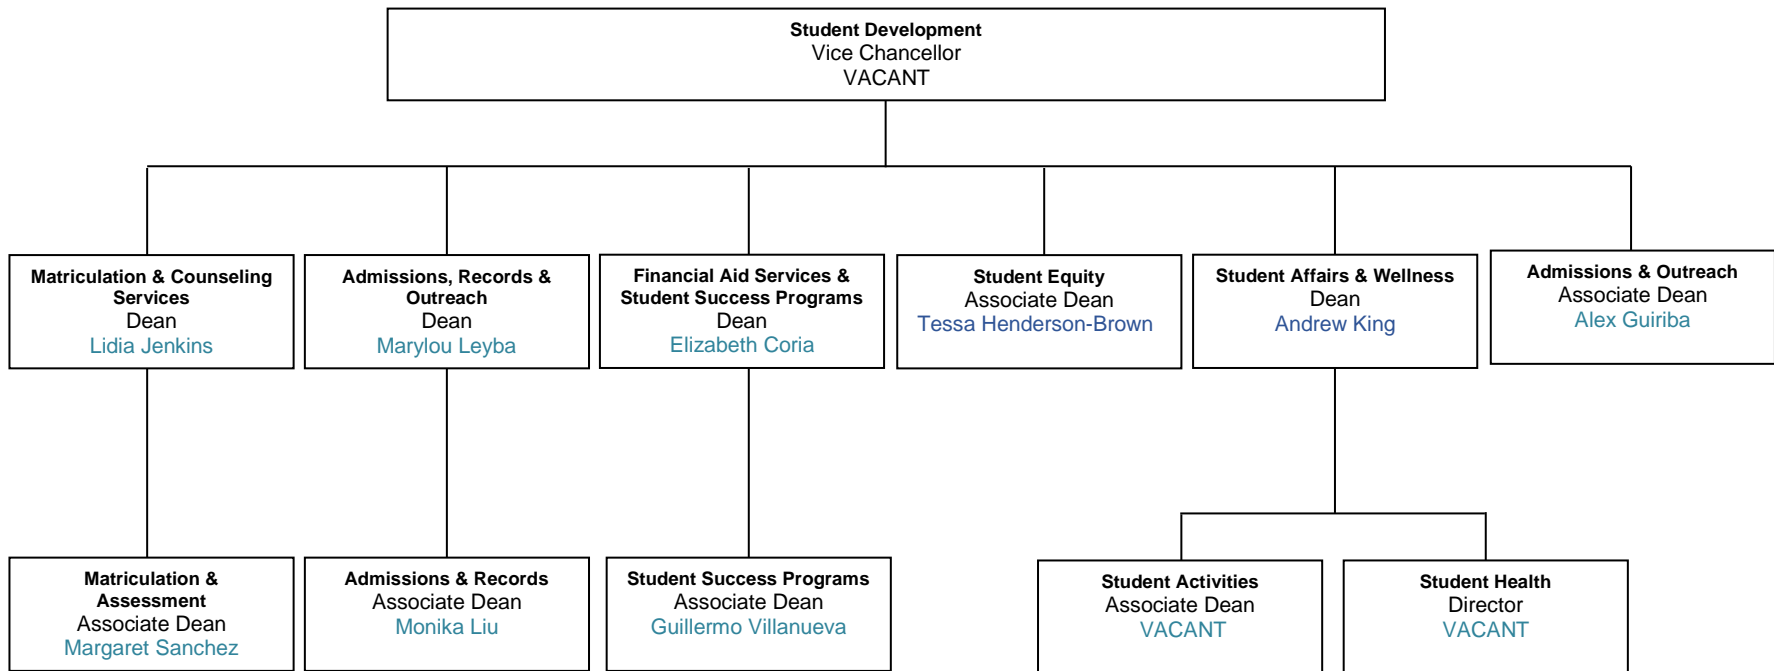 Student Development
Vice Chancellor
VACANT
Matriculation & Counseling
Services
Dean
Lidia Jenkins
Admissions, Records &
Outreach
Dean
Marylou Leyba
Financial Aid Services &
Student Success Programs
Dean
Elizabeth Coria
Student Equity
Associate Dean
Tessa Henderson-Brown
Student Affairs & Wellness
Dean
Andrew King
Admissions & Outreach
Associate Dean
Alex Guiriba
Matriculation &
Assessment
Associate Dean
Margaret Sanchez
Admissions & Records
Associate Dean
Monika Liu
Student Success Programs
Associate Dean
Guillermo Villanueva
Student Activities
Associate Dean
VACANT
Student Health
Director
VACANT